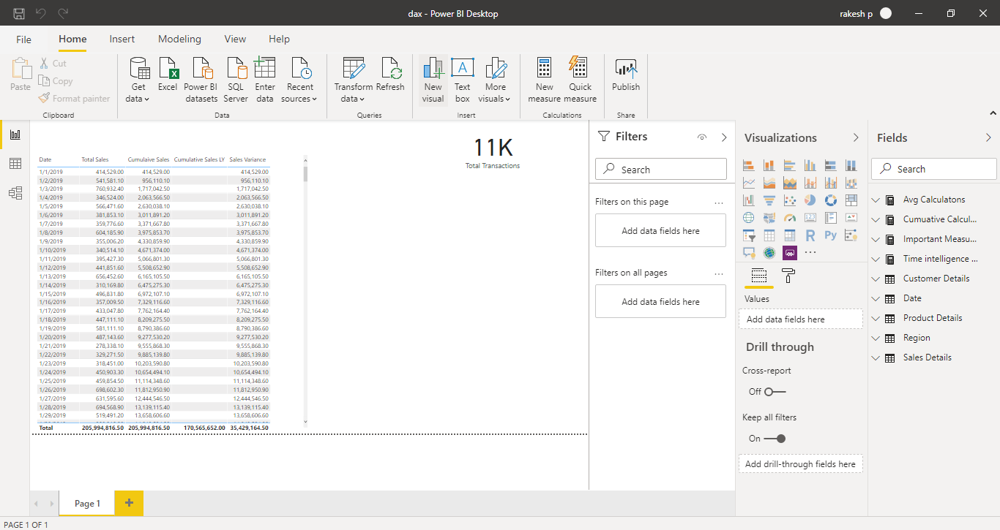 dax - Power BI Desktop
rakesh p
File Home Insert Modeling View Help
Paste
Cut
Copy
Format painter
Clipboard
Get data
Excel
Power BI datasets
SQL Server
Enter data
Recent sources
Data
Transform data
Refresh
Queries
New visual
Text box
More visuals
Insert
New measure
Quick measure
Calculations
Publish
Share
Date Total Sales Cumulaive Sales Cumulative Sales LY Sales Variance
1/1/2019 414,529.00 414,529.00 414,529.00
1/2/2019 541,581.10 956,110.10 956,110.10
1/3/2019 760,932.40 1,717,042.50 1,717,042.50
1/4/2019 346,524.00 2,063,566.50 2,063,566.50
1/5/2019 566,471.60 2,630,038.10 2,630,038.10
1/6/2019 381,853.10 3,011,891.20 3,011,891.20
1/7/2019 359,776.60 3,371,667.80 3,371,667.80
1/8/2019 604,185.90 3,975,853.70 3,975,853.70
1/9/2019 355,006.20 4,330,859.90 4,330,859.90
1/10/2019 340,514.10 4,671,374.00 4,671,374.00
1/11/2019 395,427.30 5,066,801.30 5,066,801.30
1/12/2019 441,851.60 5,508,652.90 5,508,652.90
1/13/2019 656,452.60 6,165,105.50 6,165,105.50
1/14/2019 310,169.80 6,475,275.30 6,475,275.30
1/15/2019 496,831.80 6,972,107.10 6,972,107.10
1/16/2019 357,009.50 7,329,116.60 7,329,116.60
1/17/2019 433,047.80 7,762,164.40 7,762,164.40
1/18/2019 447,111.10 8,209,275.50 8,209,275.50
1/19/2019 581,111.10 8,790,386.60 8,790,386.60
1/20/2019 487,143.60 9,277,530.20 9,277,530.20
1/21/2019 278,338.10 9,555,868.30 9,555,868.30
1/22/2019 329,271.50 9,885,139.80 9,885,139.80
1/23/2019 318,451.00 10,203,590.80 10,203,590.80
1/24/2019 450,903.30 10,654,494.10 10,654,494.10
1/25/2019 459,854.50 11,114,348.60 11,114,348.60
1/26/2019 698,602.30 11,812,950.90 11,812,950.90
1/27/2019 631,595.60 12,444,546.50 12,444,546.50
1/28/2019 694,568.90 13,139,115.40 13,139,115.40
1/29/2019 519,491.20 13,658,606.60 13,658,606.60
Total 205,994,816.50 205,994,816.50 170,565,652.00 35,429,164.50
11K
Total Transactions
Filters
Search
Filters on this page ...
Add data fields here
Filters on all pages ...
Add data fields here
Visualizations
123
R
Py
...
Values
Add data fields here
Drill through
Cross-report
Off
Keep all filters
On
Add drill-through fields here
Fields
Search
Avg Calculatons
Cumuative Calcul...
Important Measu...
Time intelligence ...
Customer Details
Date
Product Details
Region
Sales Details
Page 1
+
PAGE 1 OF 1